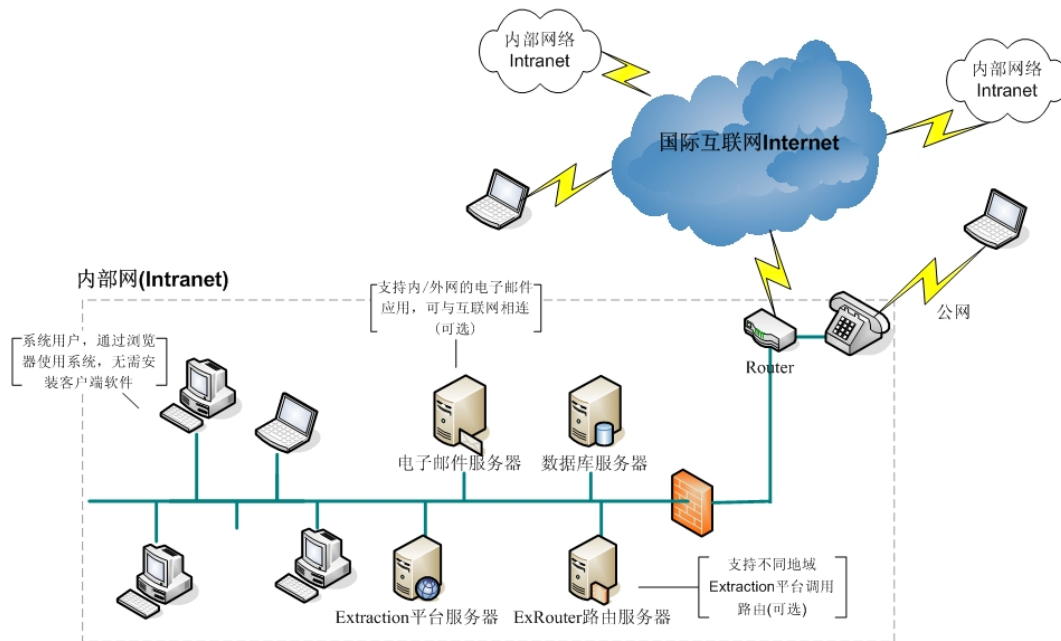 内部网络
Intranet
内部网络
Intranet
国际互联网Internet
内部网(Intranet)
支持内/外网的电子邮件
应用，可与互联网相连
(可选)
公网
系统用户，通过浏览
器使用系统，无需安
装客户端软件
Router
电子邮件服务器
数据库服务器
支持不同地域
Extraction平台调用
路由(可选)
Extraction平台服务器
ExRouter路由服务器